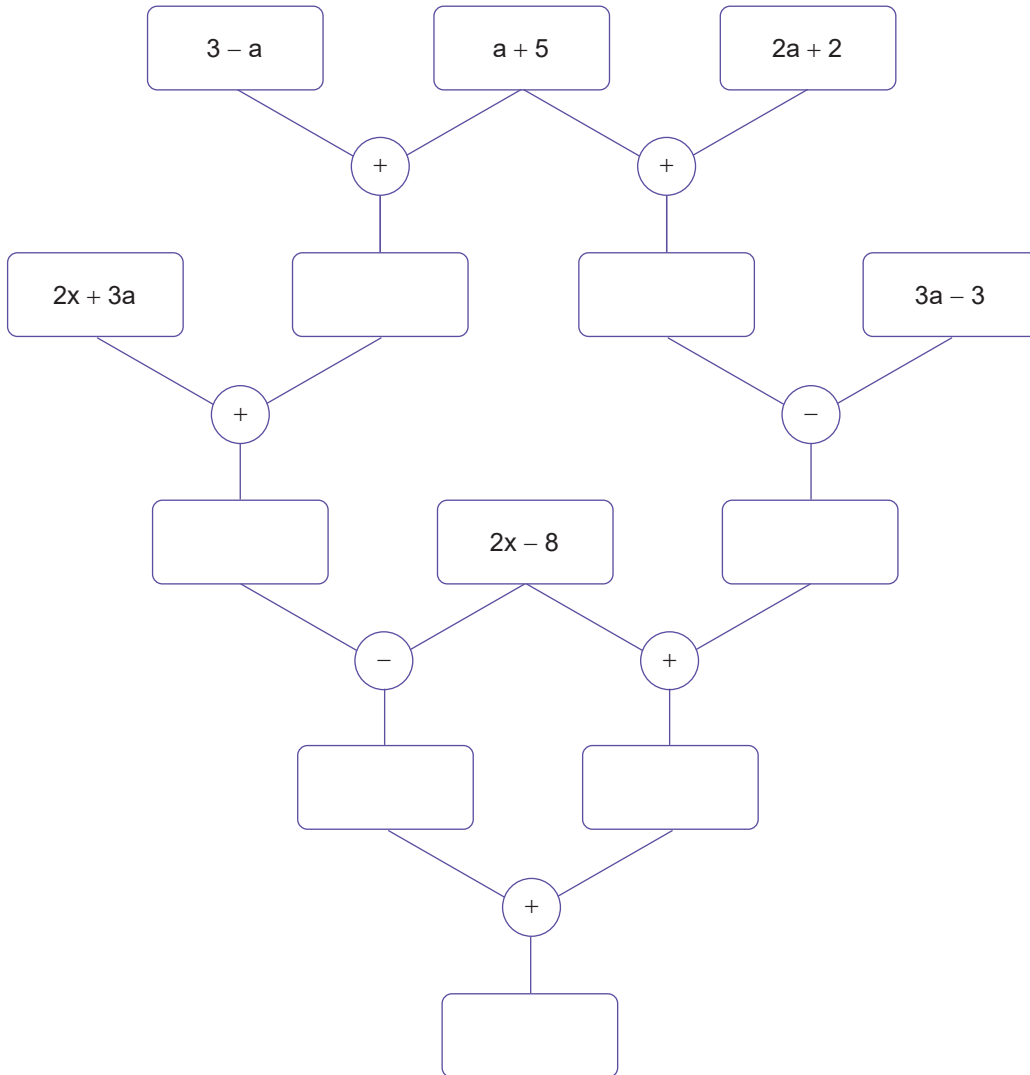 3 – a
a + 5
2a + 2
+
+
2x + 3a
3a – 3
+
–
2x – 8
–
+
+